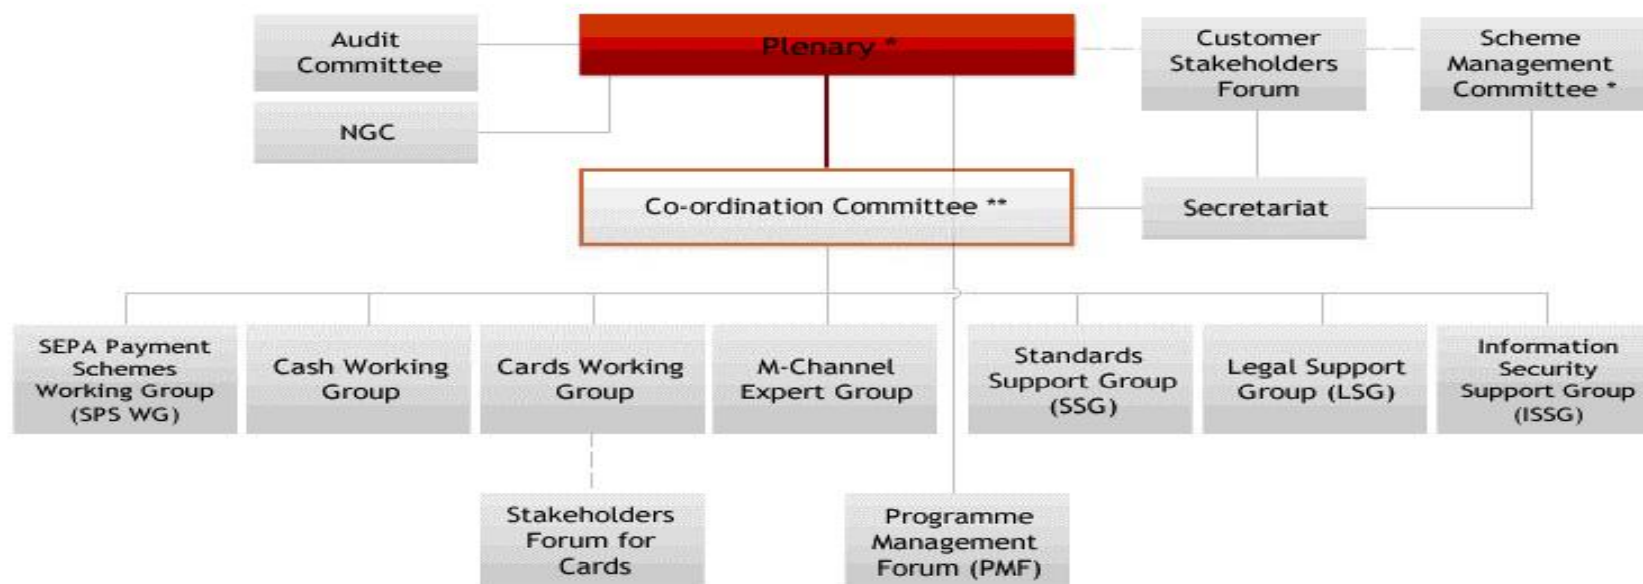 Audit
Committee
Plenary *
Customer
Stakeholders
Forum
Scheme
Management
Committee *
NGC
Co-ordination Committee **
Secretariat
SEPA Payment
Schemes
Working Group
(SPS WG)
Cash Working
Group
Cards Working
Group
M-Channel
Expert Group
Standards
Support Group
(SSG)
Legal Support
Group (LSG)
Information
Security
Support Group
(ISSG)
Stakeholders
Forum for
Cards
Programme
Management
Forum (PMF)